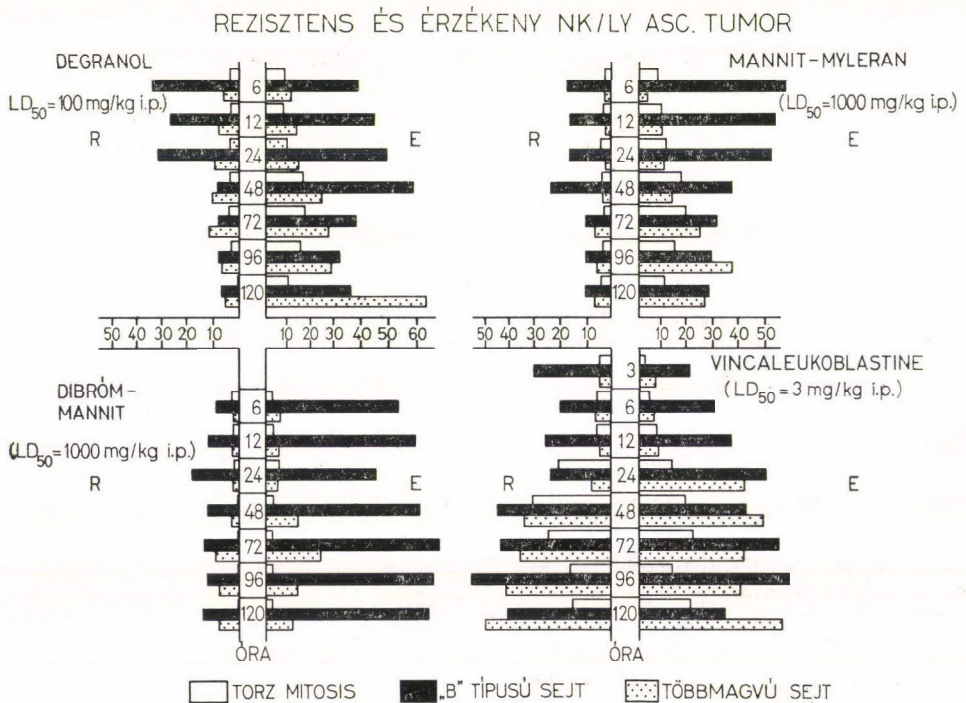 REZISZTENS ÉS ÉRZÉKENY NK/LY ASC. TUMOR
DEGRANOL
LD50=100 mg/kg i.p.)
R
E
6
12
24
48
72
96
120
MANNIT-MYLERAN
(LD50=1000 mg/kg i.p.)
R
E
6
12
24
48
72
96
120
50 40 30 20 10 10 20 30 40 50 60
50 40 30 20 10 10 20 30 40 50
DIBRÓM-
MANNIT
(LD50=1000 mg/kg i.p.)
R
E
6
12
24
48
72
96
120
ÓRA
VINCALEUKOBLASTINE
(LD50=3 mg/kg i.p.)
R
E
3
6
12
24
48
72
96
120
ÓRA
TORZ MITOSIS
„B" TÍPUSÚ SEJT
TÖBBMAGVÚ SEJT